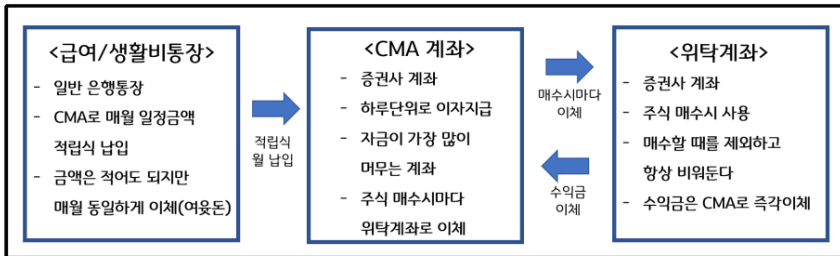 <급여/생활비통장>
- 일반 은행통장
- CMA로 매월 일정금액
적립식 납입
- 금액은 적어도 되지만
매월 동일하게 이체(여윳돈)
적립식
월 납입
<CMA 계좌>
- 증권사 계좌
- 하루단위로 이자지급
- 자금이 가장 많이
머무는 계좌
- 주식 매수시마다
위탁계좌로 이체
매수시마다
이체
수익금
이체
<위탁계좌>
- 증권사 계좌
- 주식 매수시 사용
- 매수할 때를 제외하고
항상 비워둔다
- 수익금은 CMA로 즉각이체